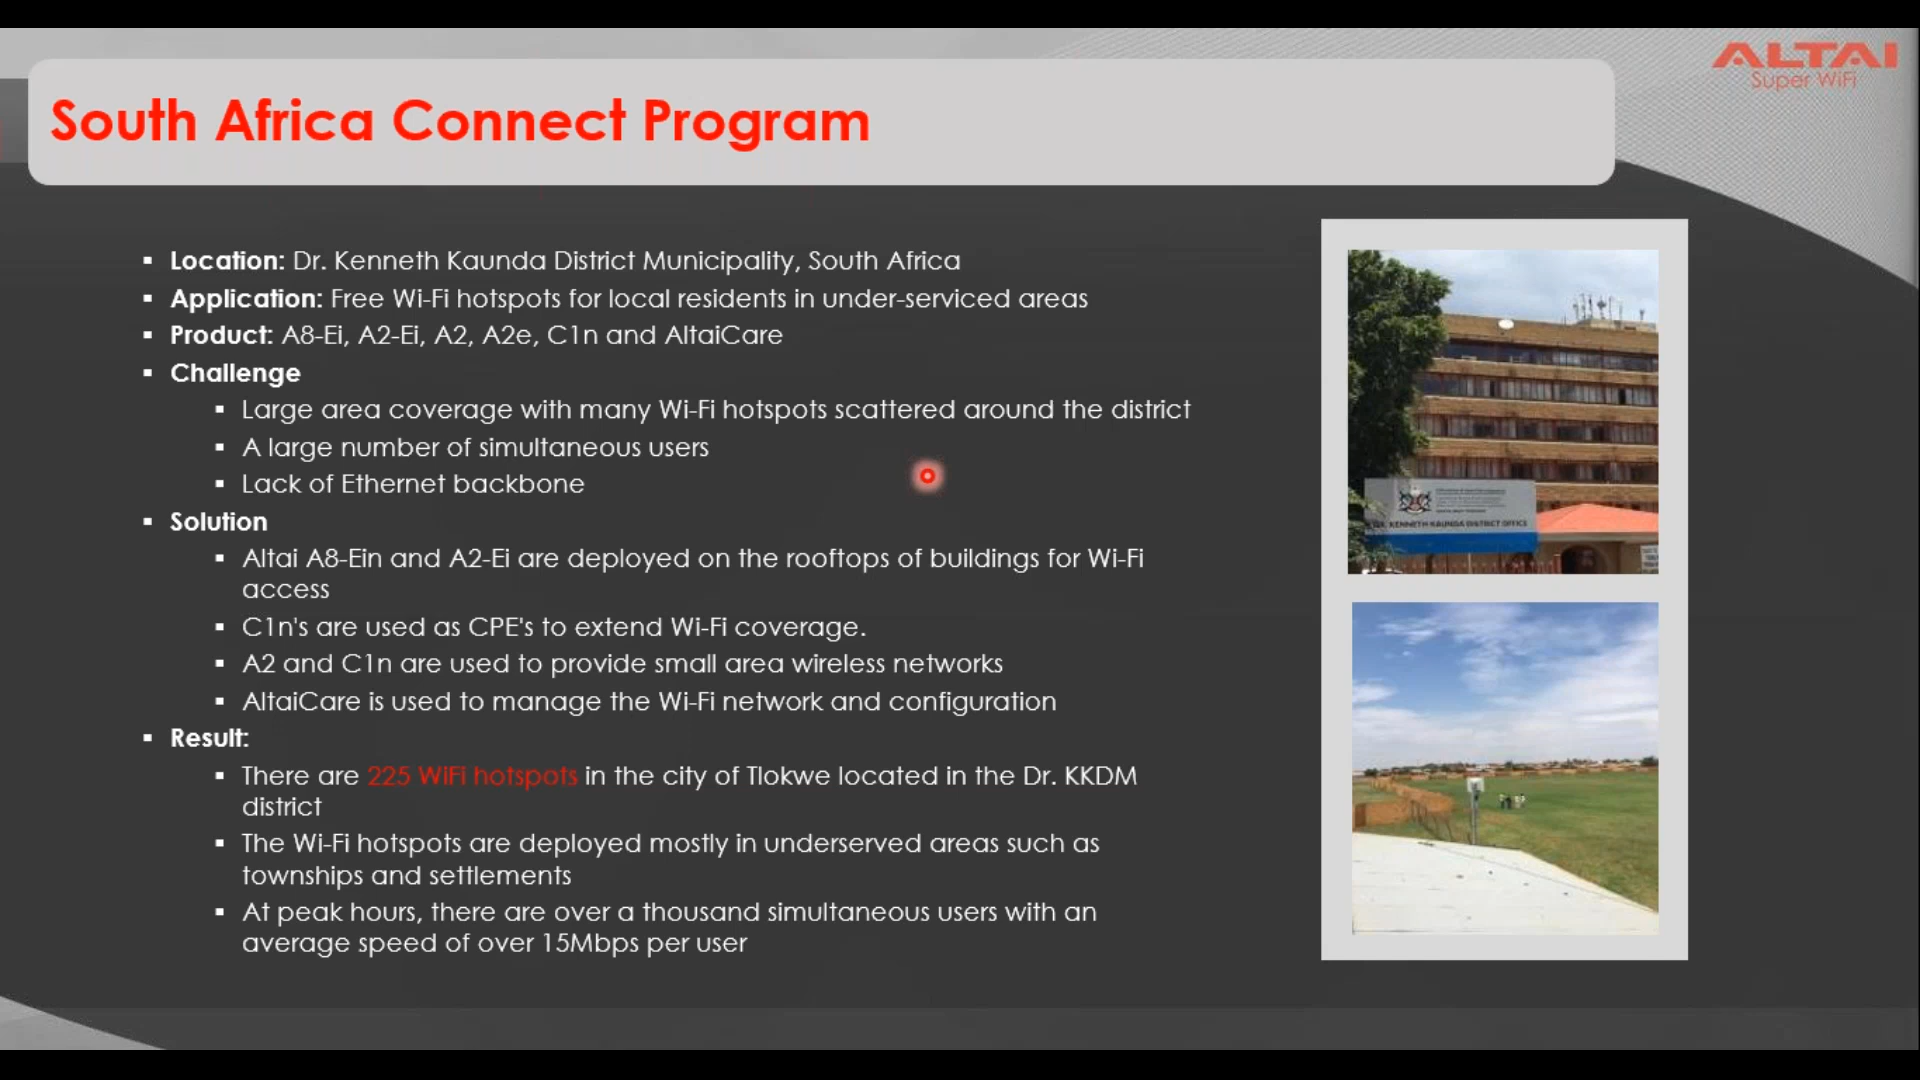 ALTAI
Super WiFi
South Africa Connect Program
▪ Location: Dr. Kenneth Kaunda District Municipality, South Africa
▪ Application: Free Wi-Fi hotspots for local residents in under-serviced areas
▪ Product: A8-Ei, A2-Ei, A2, A2e, C1n and AltaiCare
▪ Challenge
▪ Large area coverage with many Wi-Fi hotspots scattered around the district
▪ A large number of simultaneous users
▪ Lack of Ethernet backbone
▪ Solution
▪ Altai A8-Ein and A2-Ei are deployed on the rooftops of buildings for Wi-Fi
access
▪ C1n's are used as CPE's to extend Wi-Fi coverage.
▪ A2 and C1n are used to provide small area wireless networks
▪ AltaiCare is used to manage the Wi-Fi network and configuration
▪ Result:
▪ There are 225 WiFi hotspots in the city of Tlokwe located in the Dr. KKDM
district
▪ The Wi-Fi hotspots are deployed mostly in underserved areas such as
townships and settlements
▪ At peak hours, there are over a thousand simultaneous users with an
average speed of over 15Mbps per user
KENNETH KAUNDA DISTRICT OFFICE